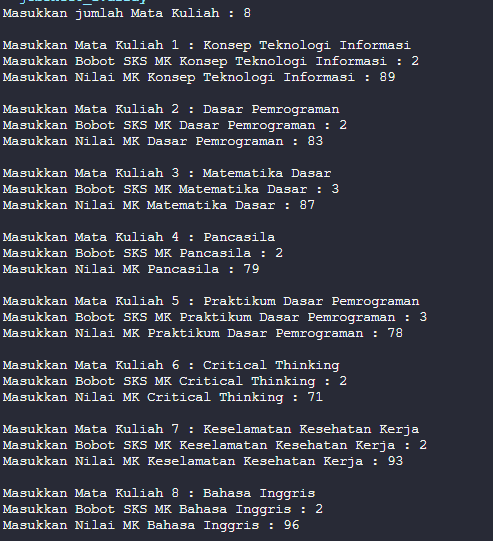 Masukkan jumlah Mata Kuliah : 8
Masukkan Mata Kuliah 1 : Konsep Teknologi Informasi
Masukkan Bobot SKS MK Konsep Teknologi Informasi : 2
Masukkan Nilai MK Konsep Teknologi Informasi : 89
Masukkan Mata Kuliah 2 : Dasar Pemrograman
Masukkan Bobot SKS MK Dasar Pemrograman : 2
Masukkan Nilai MK Dasar Pemrograman : 83
Masukkan Mata Kuliah 3 : Matematika Dasar
Masukkan Bobot SKS MK Matematika Dasar : 3
Masukkan Nilai MK Matematika Dasar : 87
Masukkan Mata Kuliah 4 : Pancasila
Masukkan Bobot SKS MK Pancasila : 2
Masukkan Nilai MK Pancasila : 79
Masukkan Mata Kuliah 5 : Praktikum Dasar Pemrograman
Masukkan Bobot SKS MK Praktikum Dasar Pemrograman : 3
Masukkan Nilai MK Praktikum Dasar Pemrograman : 78
Masukkan Mata Kuliah 6 : Critical Thinking
Masukkan Bobot SKS MK Critical Thinking : 2
Masukkan Nilai MK Critical Thinking : 71
Masukkan Mata Kuliah 7 : Keselamatan Kesehatan Kerja
Masukkan Bobot SKS MK Keselamatan Kesehatan Kerja : 2
Masukkan Nilai MK Keselamatan Kesehatan Kerja : 93
Masukkan Mata Kuliah 8 : Bahasa Inggris
Masukkan Bobot SKS MK Bahasa Inggris : 2
Masukkan Nilai MK Bahasa Inggris : 96